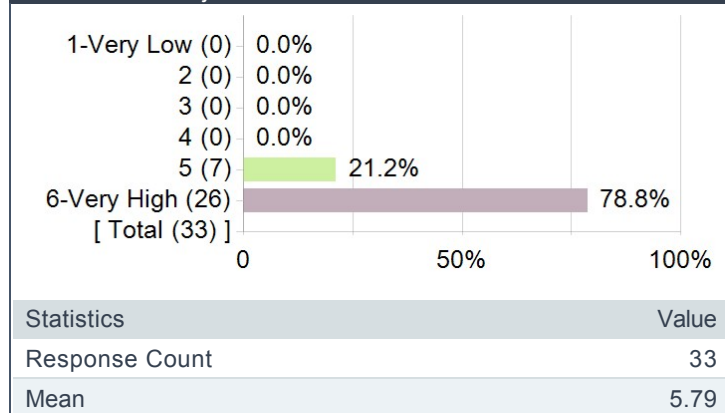 1-Very Low (0) 0.0%
2 (0) 0.0%
3 (0) 0.0%
4 (0) 0.0%
5 (7) 21.2%
6-Very High (26) 78.8%
[ Total (33) ]
0 50% 100%
Statistics Value
Response Count 33
Mean 5.79